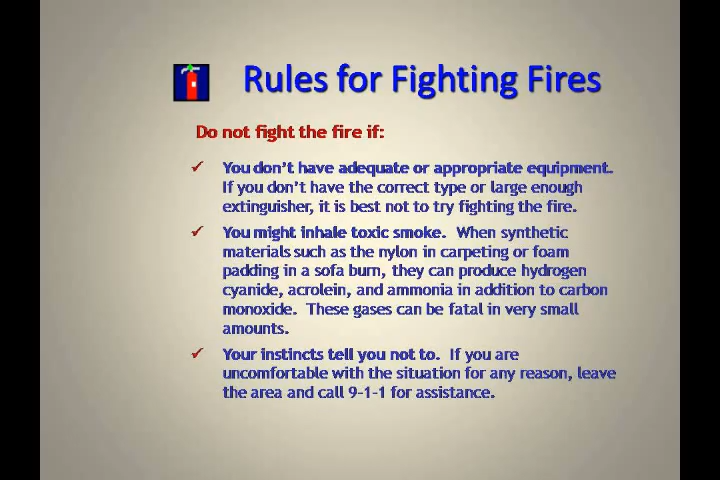 Rules for Fighting Fires
Do not fight the fire if:
✓ You don't have adequate or appropriate equipment.
If you don't have the correct type or large enough
extinguisher, it is best not to try fighting the fire.
✓ You might inhale toxic smoke. When synthetic
materials such as the nylon in carpeting or foam
padding in a sofa burn, they can produce hydrogen
cyanide, acrolein, and ammonia in addition to carbon
monoxide. These gases can be fatal in very small
amounts.
✓ Your instincts tell you not to. If you are
uncomfortable with the situation for any reason, leave
the area and call 9-1-1 for assistance.